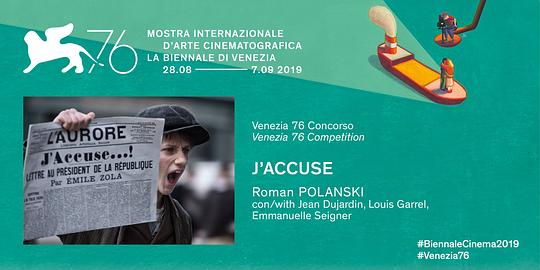 76
MOSTRA INTERNAZIONALE
D'ARTE CINEMATOGRAFICA
LA BIENNALE DI VENEZIA
28.08 — 7.09 2019
L'AURORE
J'Accuse...!
LETTRE AU PRÉSIDENT DE LA RÉPUBLIQUE
Par ÉMILE ZOLA
Venezia 76 Concorso
Venezia 76 Competition
J'ACCUSE
Roman POLANSKI
con/with Jean Dujardin, Louis Garrel,
Emmanuelle Seigner
#BiennaleCinema2019
#Venezia76